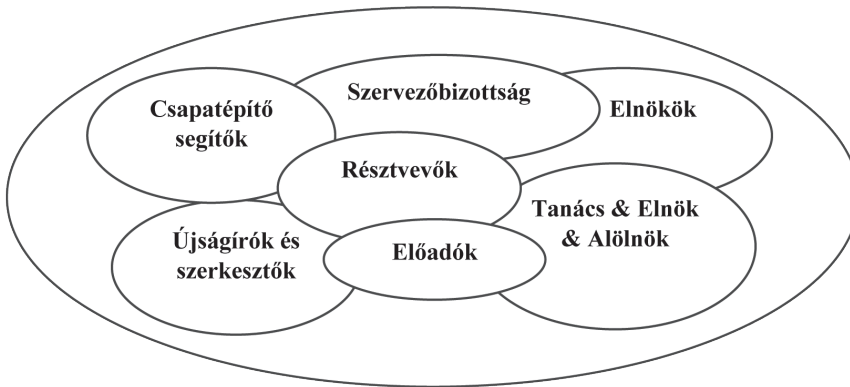 Csapatépítő
segítők
Szervezőbizottság
Elnökök
Résztvevők
Tanács & Elnök
& Alölnök
Újságírók és
szerkesztők
Előadók